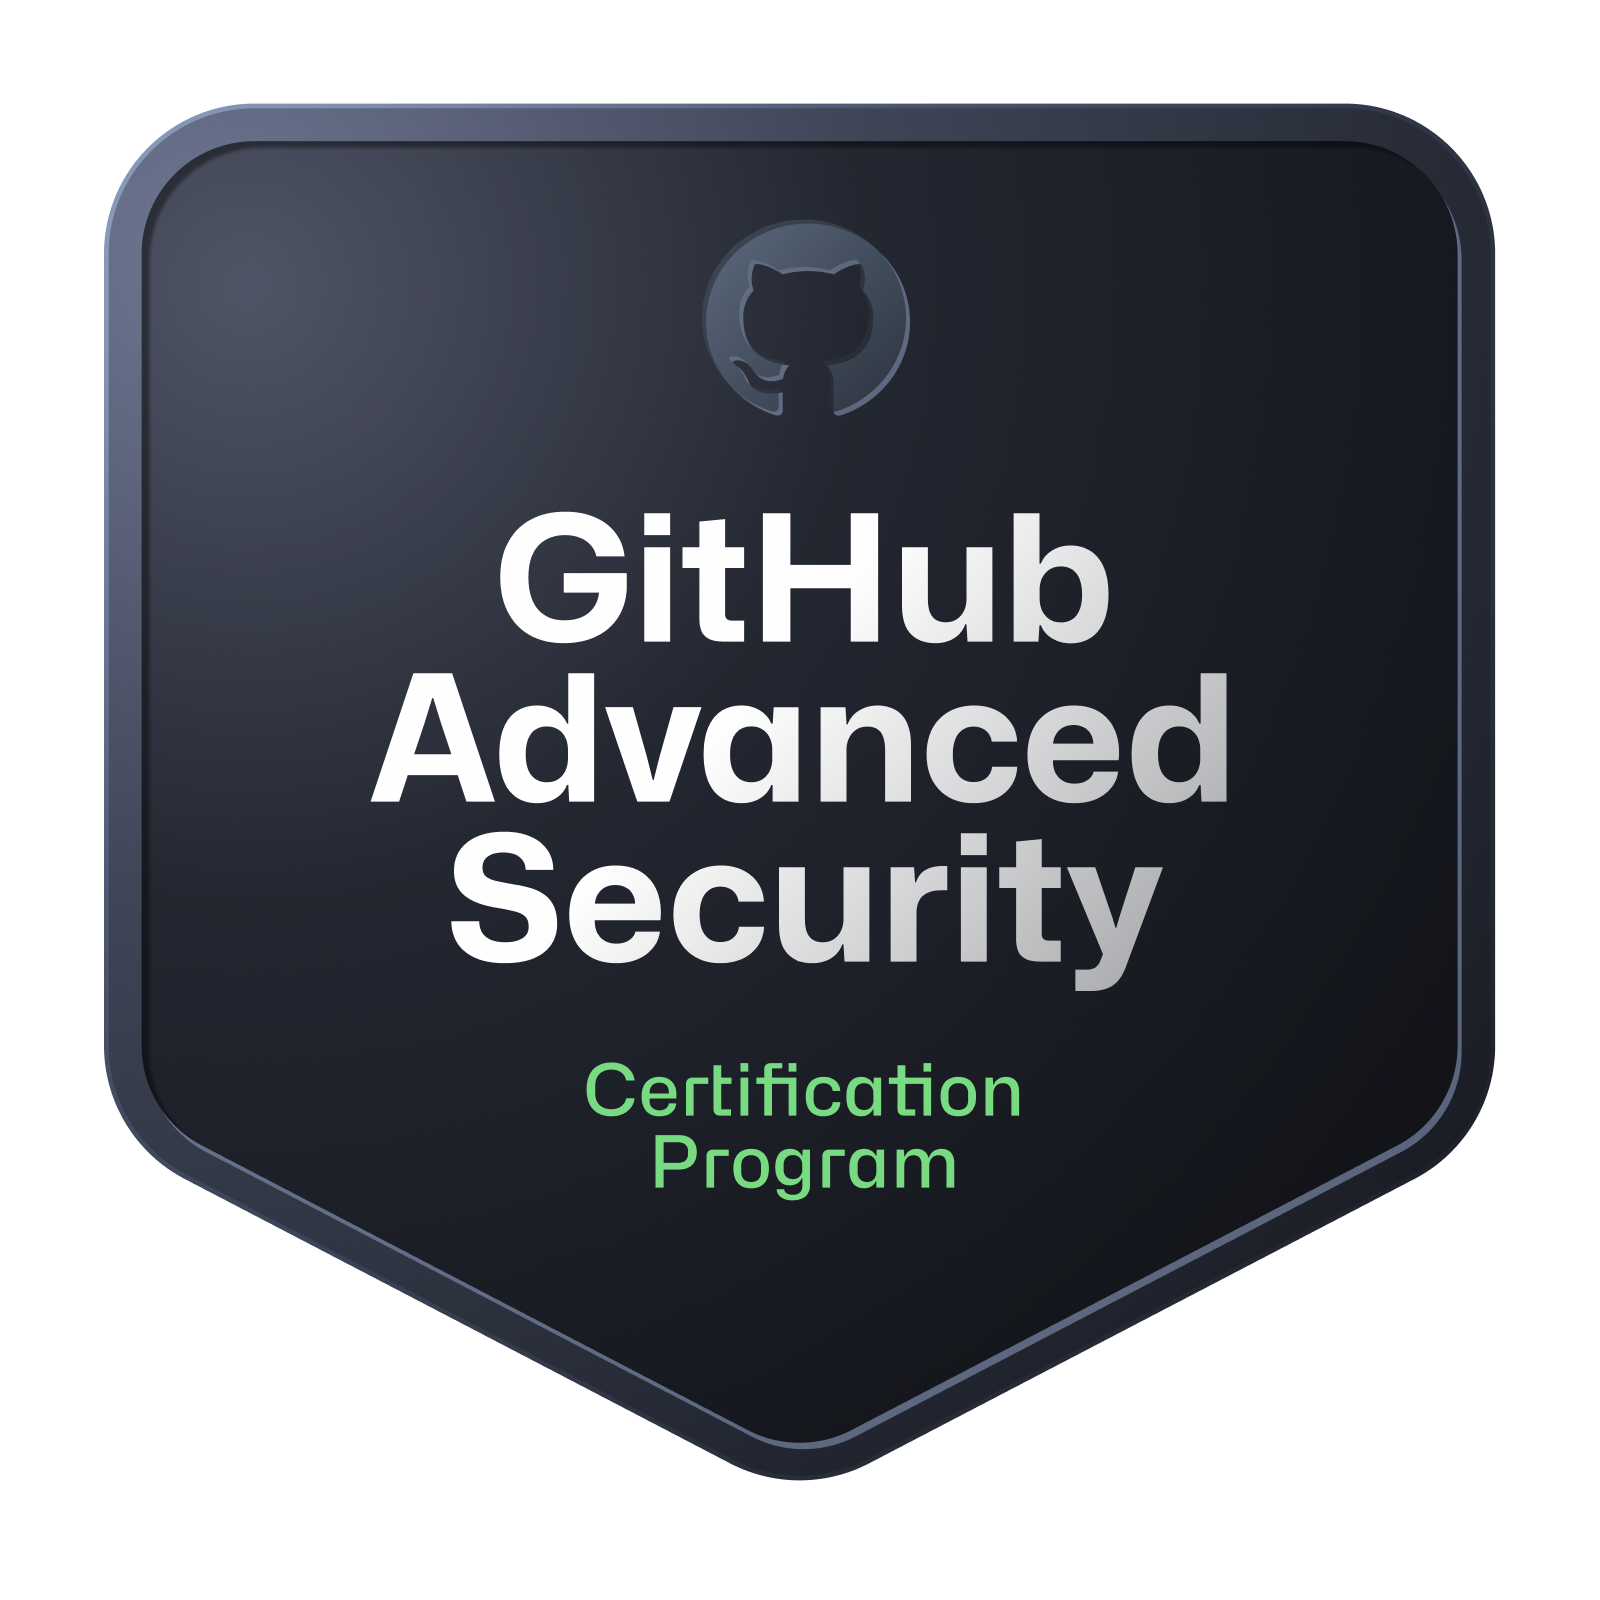 GitHub
Advanced
Security
Certification
Program